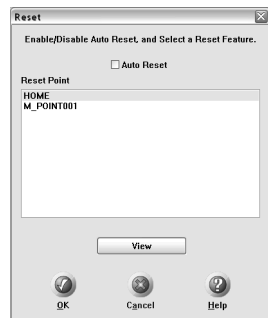 Reset
Enable/Disable Auto Reset, and Select a Reset Feature.
Auto Reset
Reset Point
HOME
M_POINT001
View
OK
Cancel
Help